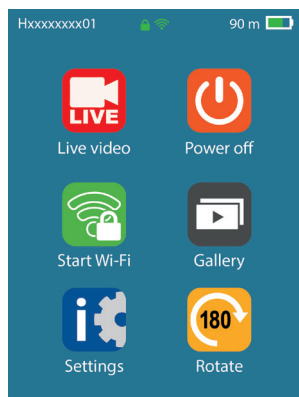 Hxxxxxxxx01 90 m
LIVE
Live video Power off
Start Wi-Fi Gallery
i 180
Settings Rotate